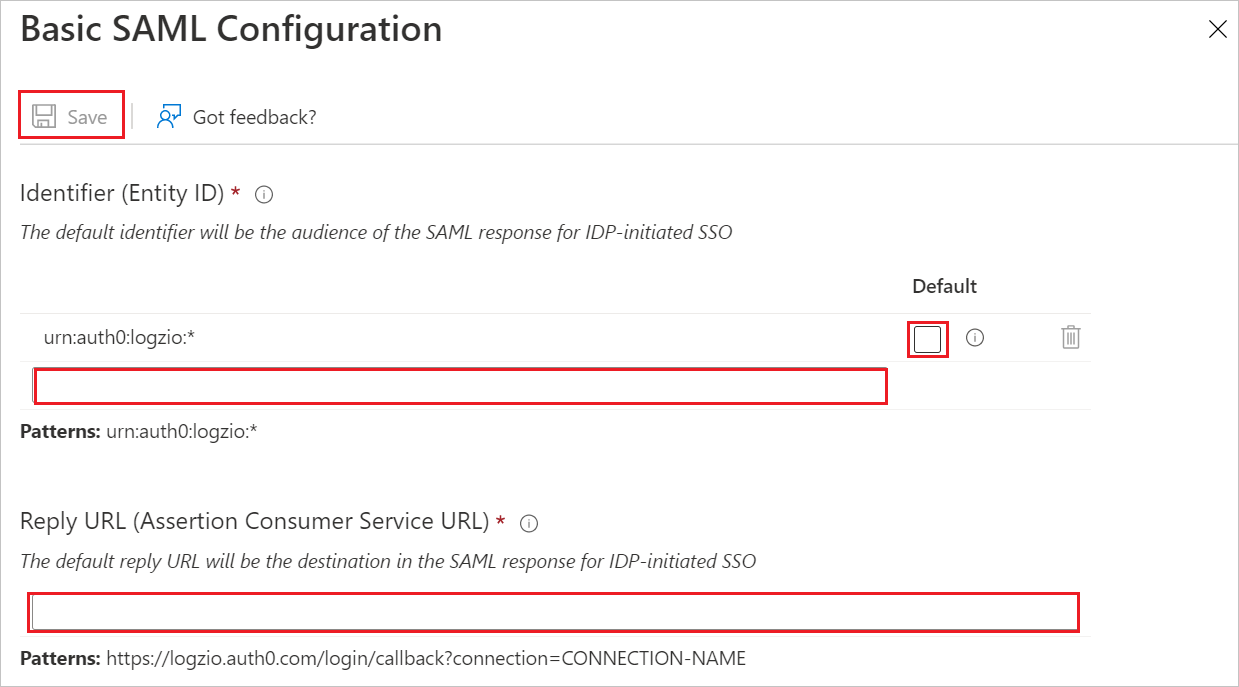 Basic SAML Configuration
Save
Got feedback?
Identifier (Entity ID) *
The default identifier will be the audience of the SAML response for IDP-initiated SSO
Default
urn:auth0:logzio:*
Patterns: urn:auth0:logzio:*
Reply URL (Assertion Consumer Service URL) *
The default reply URL will be the destination in the SAML response for IDP-initiated SSO
Patterns: https://logzio.auth0.com/login/callback?connection=CONNECTION-NAME